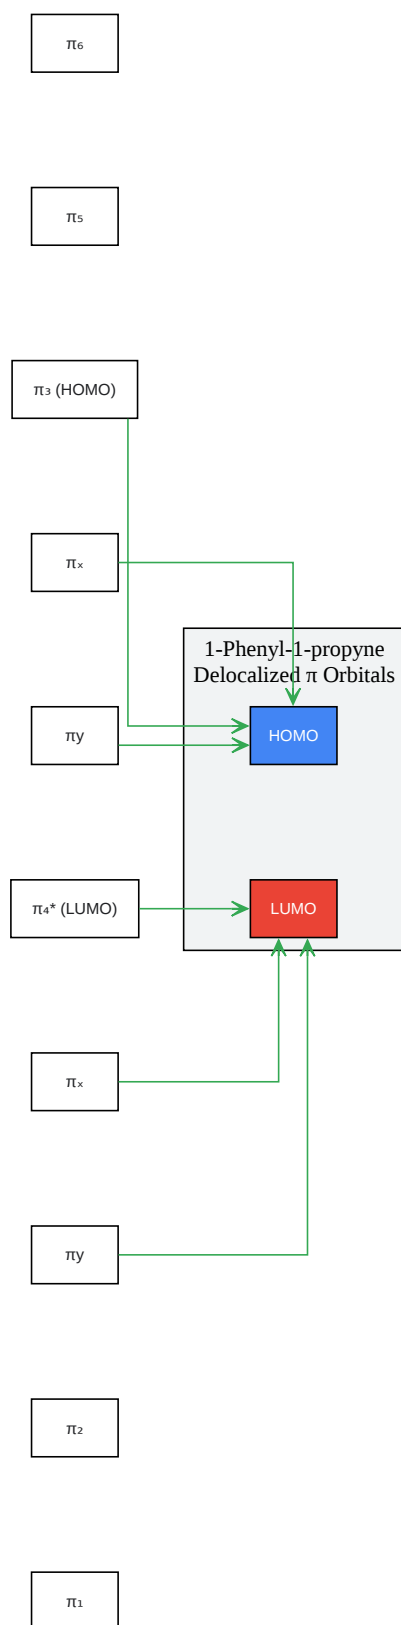 π₆
π₅
π₃ (HOMO)
πₓ
1-Phenyl-1-propyne
Delocalized π Orbitals
πy
HOMO
π₄* (LUMO)
LUMO
πₓ
πy
π₂
π₁